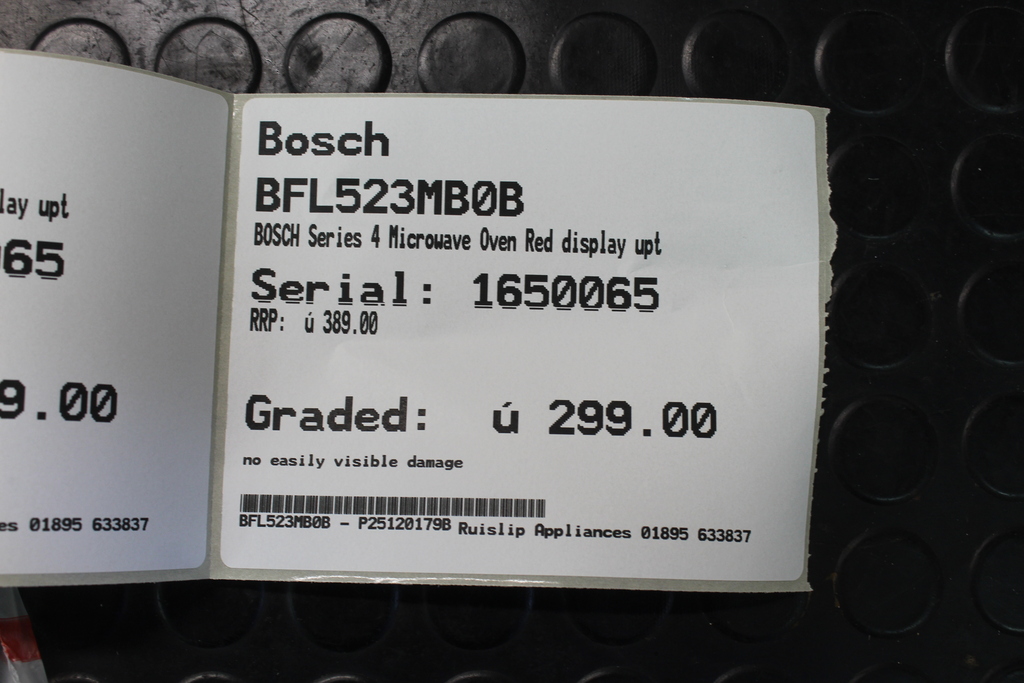 lay upt
65
9.00
es 01895 633837
Bosch
BFL523MB0B
BOSCH Series 4 Microwave Oven Red display upt
Serial: 1650065
RRP: ú 389.00
Graded: ú 299.00
no easily visible damage
BFL523MB0B - P25120179B Ruislip Appliances 01895 633837